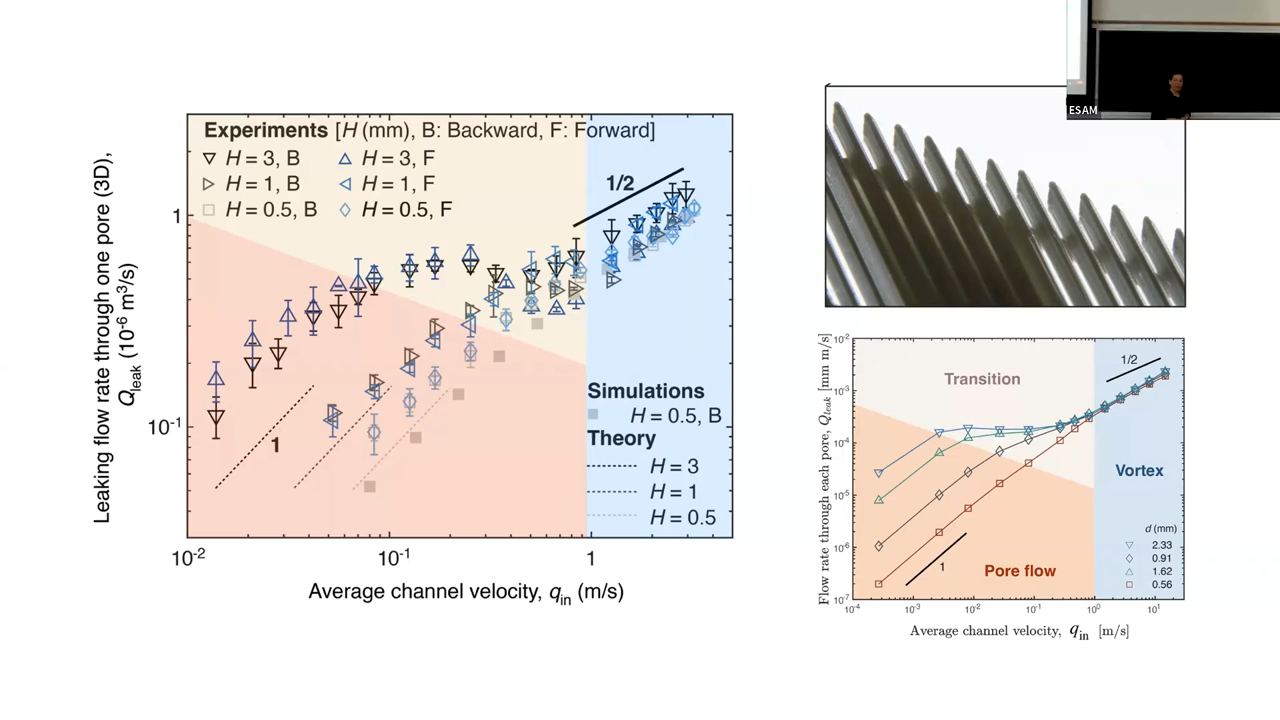 Experiments [H (mm), B: Backward, F: Forward]
H = 3, B
H = 3, F
H = 1, B
H = 1, F
H = 0.5, B
H = 0.5, F
1/2
1
Simulations
H = 0.5, B
Theory
H = 3
H = 1
H = 0.5
Leaking flow rate through one pore (3D),
Qleak (10-6 m3/s)
1
10-1
10-2
10-1
1
Average channel velocity, qin (m/s)
ESAM
Flow rate through each pore, Qleak [mm m/s]
10-2
10-3
10-4
10-5
10-6
10-7
Transition
1/2
Vortex
d (mm)
2.33
0.91
1.62
0.56
1
Pore flow
10-4
10-3
10-2
10-1
100
101
Average channel velocity, qin [m/s]